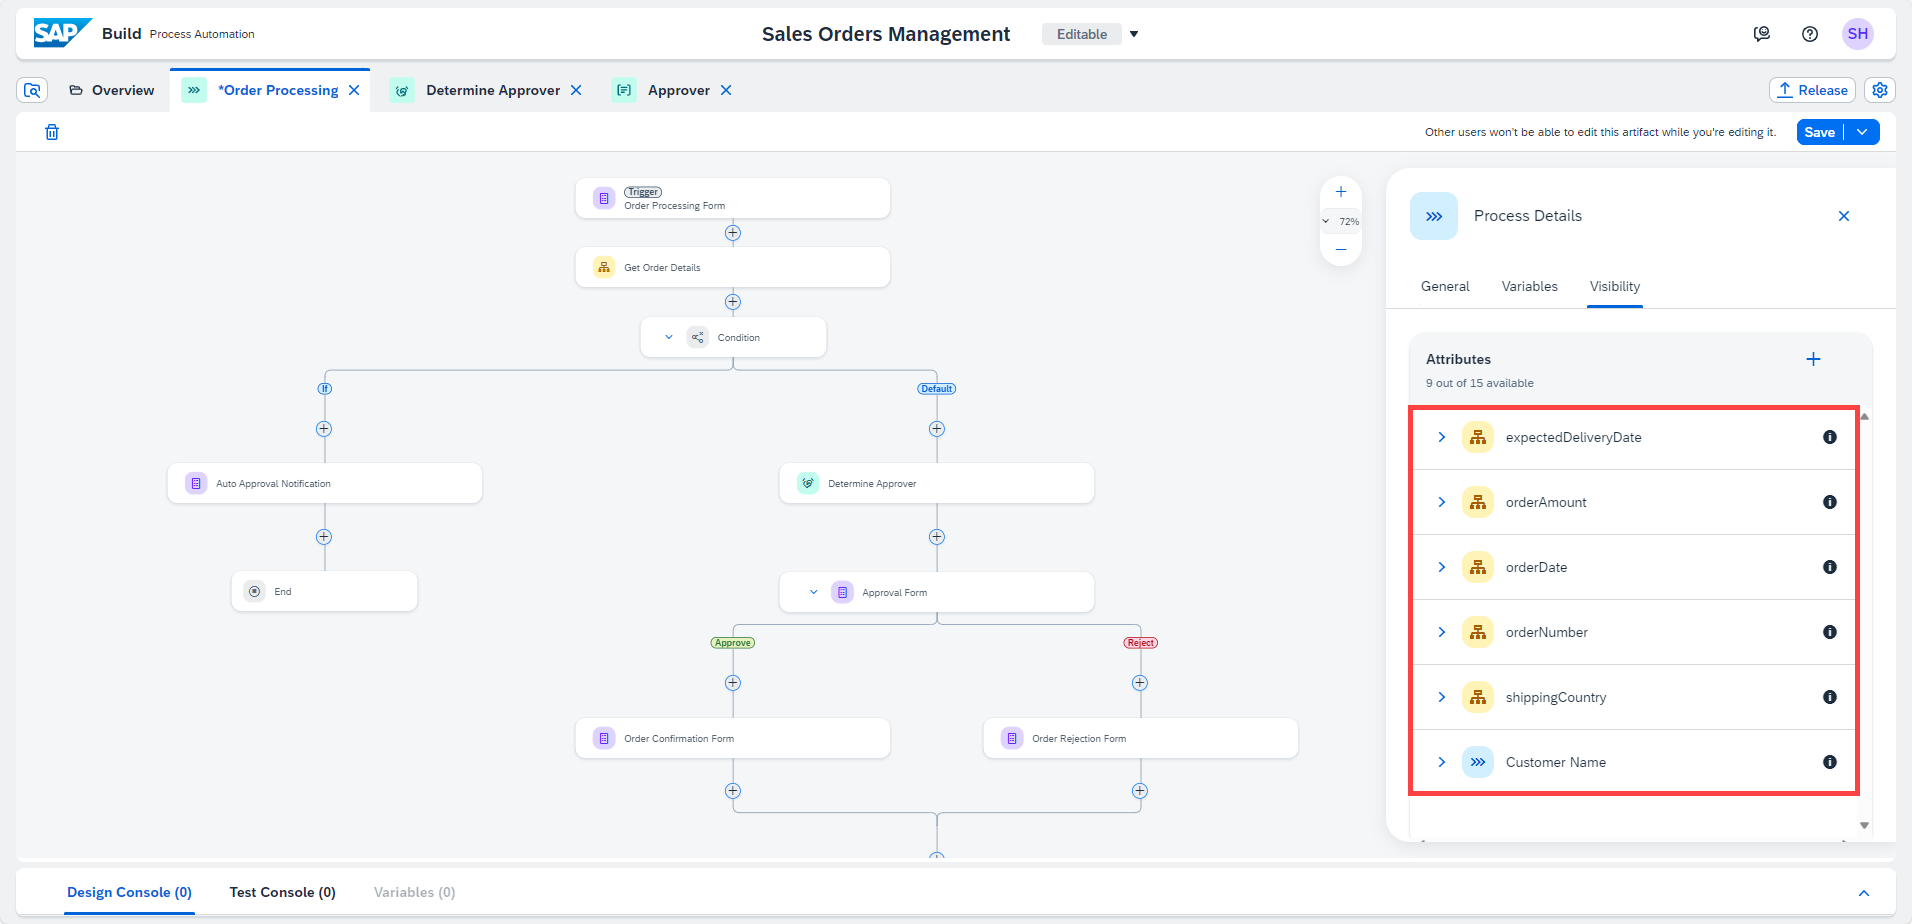 SAP Build Process Automation
Sales Orders Management
Editable
SH
Overview
*Order Processing
Determine Approver
Approver
Release
Other users won't be able to edit this artifact while you're editing it.
Save
Trigger
Order Processing Form
Get Order Details
Condition
If
Default
Auto Approval Notification
Determine Approver
End
Approval Form
Approve
Reject
Order Confirmation Form
Order Rejection Form
72%
Process Details
General
Variables
Visibility
Attributes
9 out of 15 available
expectedDeliveryDate
orderAmount
orderDate
orderNumber
shippingCountry
Customer Name
Design Console (0)
Test Console (0)
Variables (0)